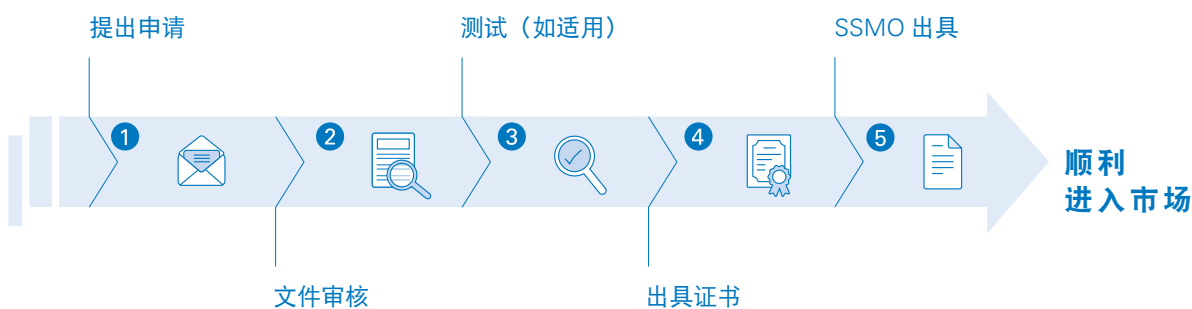 提出申请
测试（如适用）
SSMO 出具
1
2
3
4
5
顺利
进入市场
文件审核
出具证书